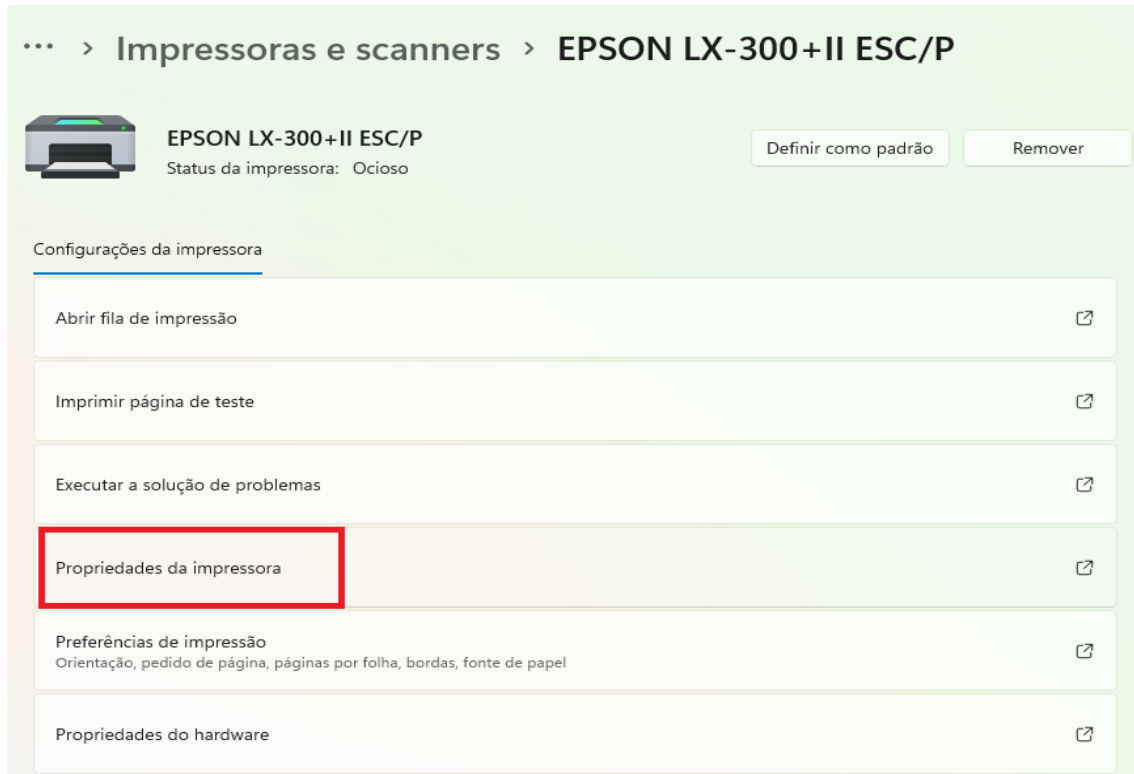 ... > Impressoras e scanners > EPSON LX-300+II ESC/P
EPSON LX-300+II ESC/P
Status da impressora: Ocioso
Definir como padrão
Remover
Configurações da impressora
Abrir fila de impressão
Imprimir página de teste
Executar a solução de problemas
Propriedades da impressora
Preferências de impressão
Orientação, pedido de página, páginas por folha, bordas, fonte de papel
Propriedades do hardware